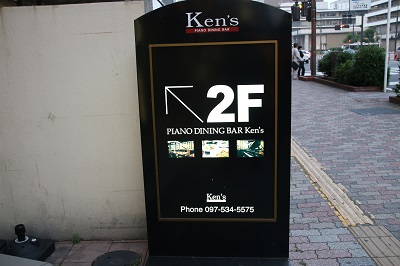 Ken's
PIANO DINING BAR
2F
PIANO DINING BAR Ken's
Ken's
Phone 097-534-5575